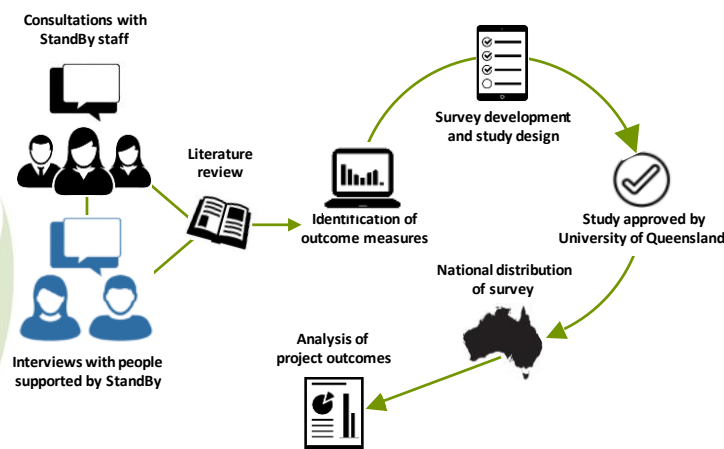 Consultations with
StandBy staff
Literature
review
Interviews with people
supported by StandBy
Identification of
outcome measures
Survey development
and study design
Study approved by
University of Queensland
National distribution
of survey
Analysis of
project outcomes